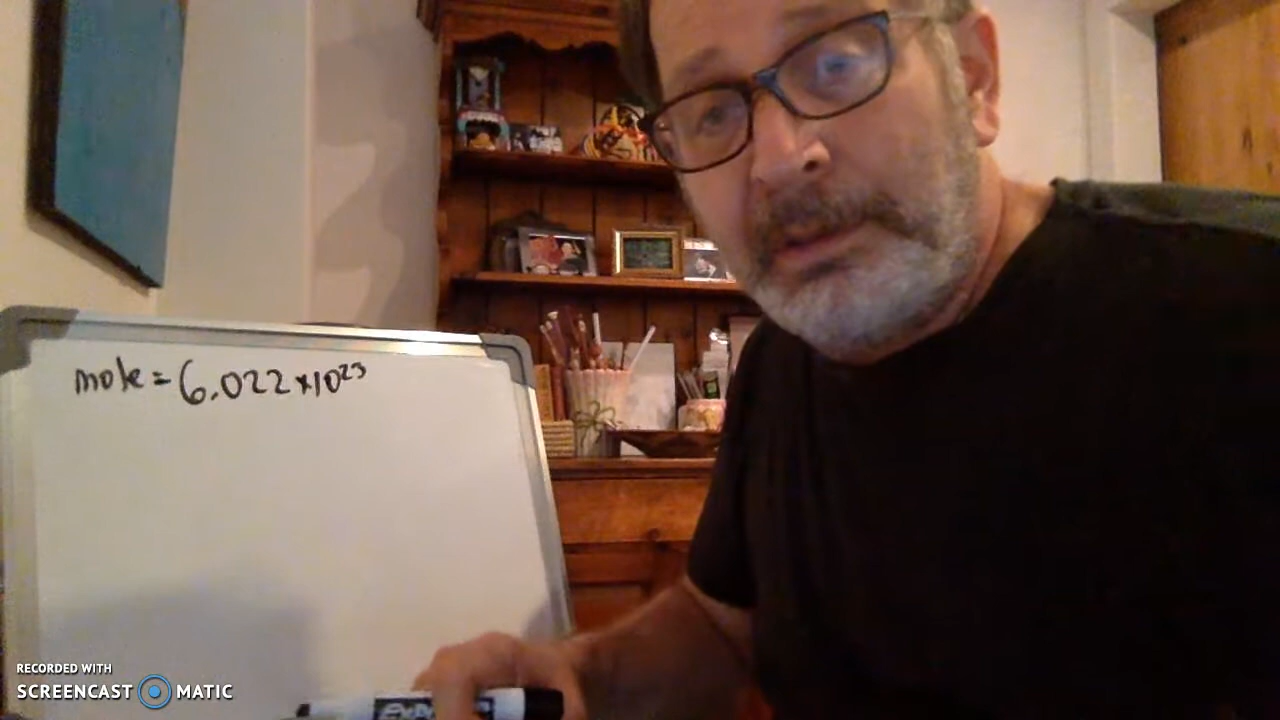 mole = 6.022 x 10²³
RECORDED WITH
SCREENCAST MATIC